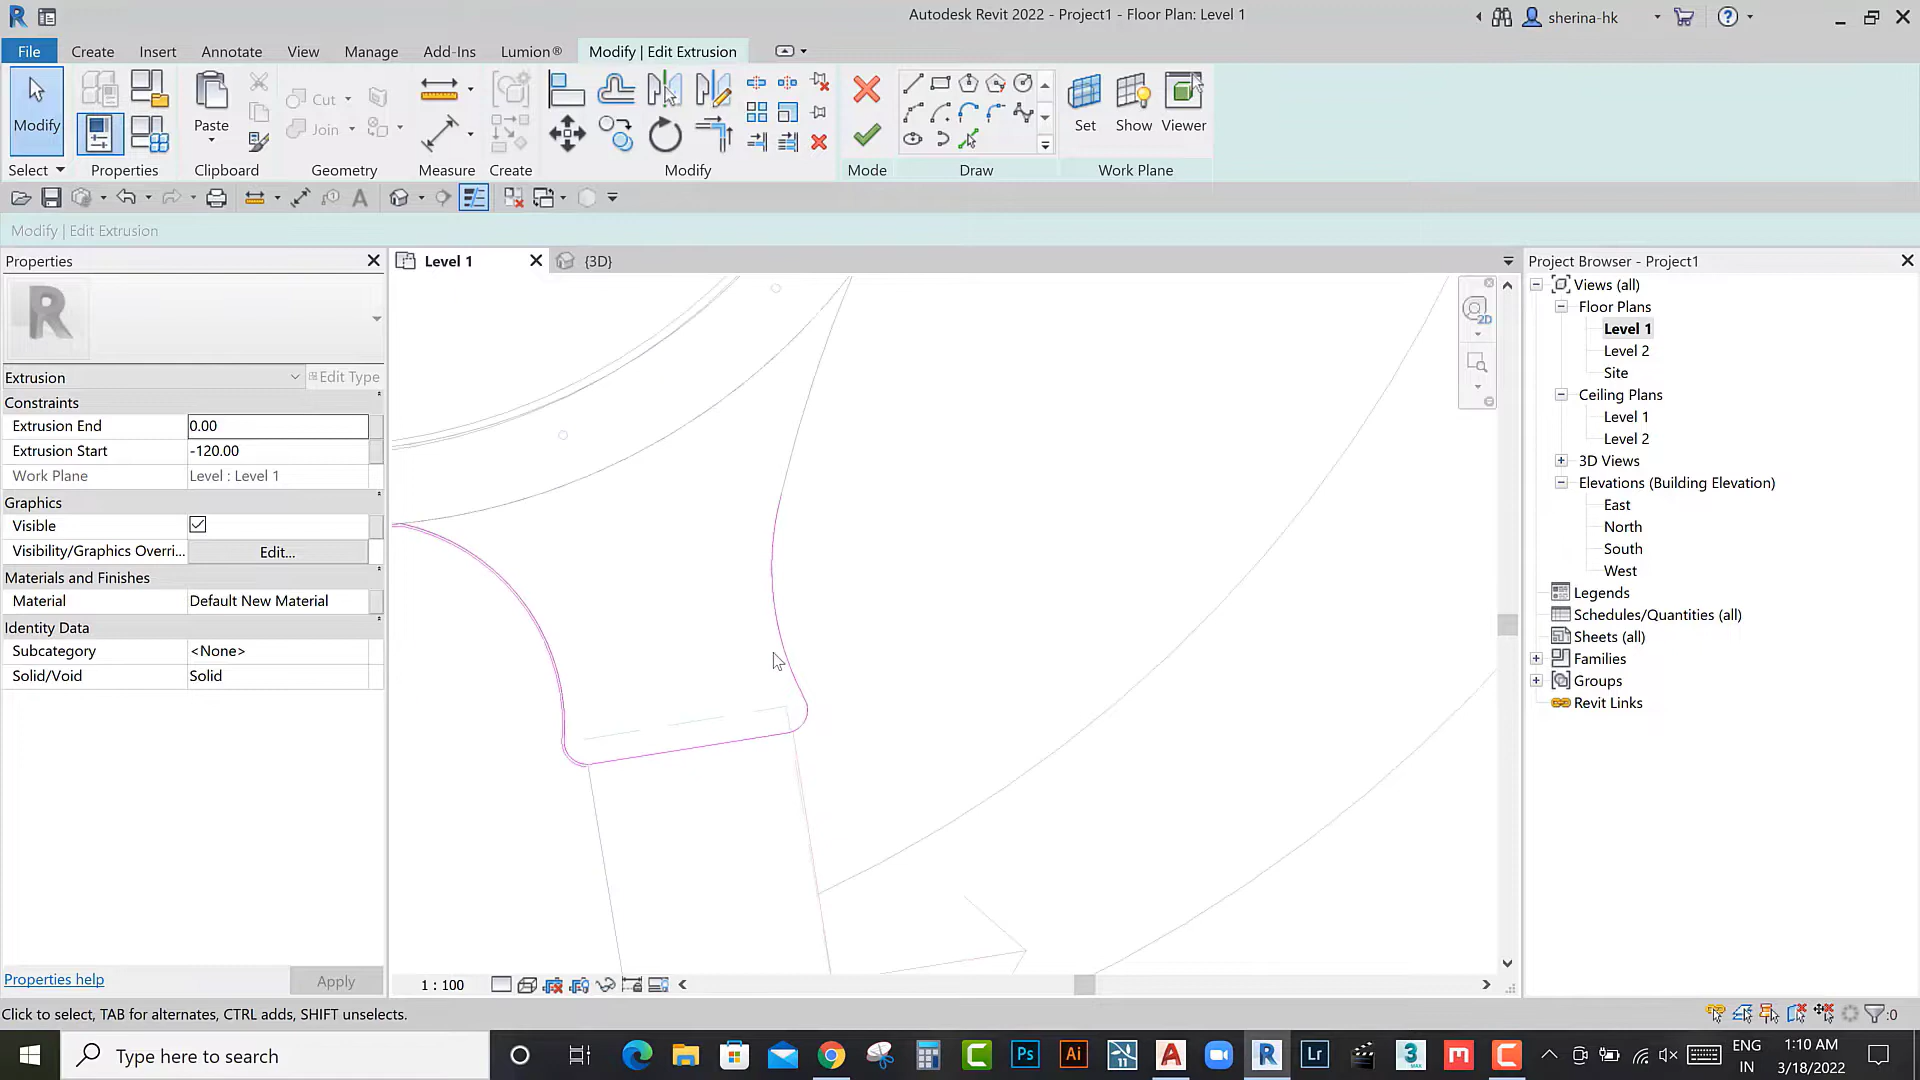 Autodesk Revit 2022 - Project1 - Floor Plan: Level 1
sherina-hk
File Create Insert Annotate View Manage Add-Ins Lumion® Modify | Edit Extrusion
Modify
Paste
Cut
Join
Set Show Viewer
Select Properties Clipboard Geometry Measure Create Modify Mode Draw Work Plane
Modify | Edit Extrusion
Properties
Level 1
{3D}
Extrusion
Edit Type
Constraints
Extrusion End 0.00
Extrusion Start -120.00
Work Plane Level : Level 1
Graphics
Visible
Visibility/Graphics Overri... Edit...
Materials and Finishes
Material Default New Material
Identity Data
Subcategory <None>
Solid/Void Solid
Properties help
Apply
2D
1 : 100
Project Browser - Project1
Views (all)
Floor Plans
Level 1
Level 2
Site
Ceiling Plans
Level 1
Level 2
3D Views
Elevations (Building Elevation)
East
North
South
West
Legends
Schedules/Quantities (all)
Sheets (all)
Families
Groups
Revit Links
Click to select, TAB for alternates, CTRL adds, SHIFT unselects.
:0
Type here to search
Ps
Ai
R
Lr
3
ENG
IN
1:10 AM
3/18/2022